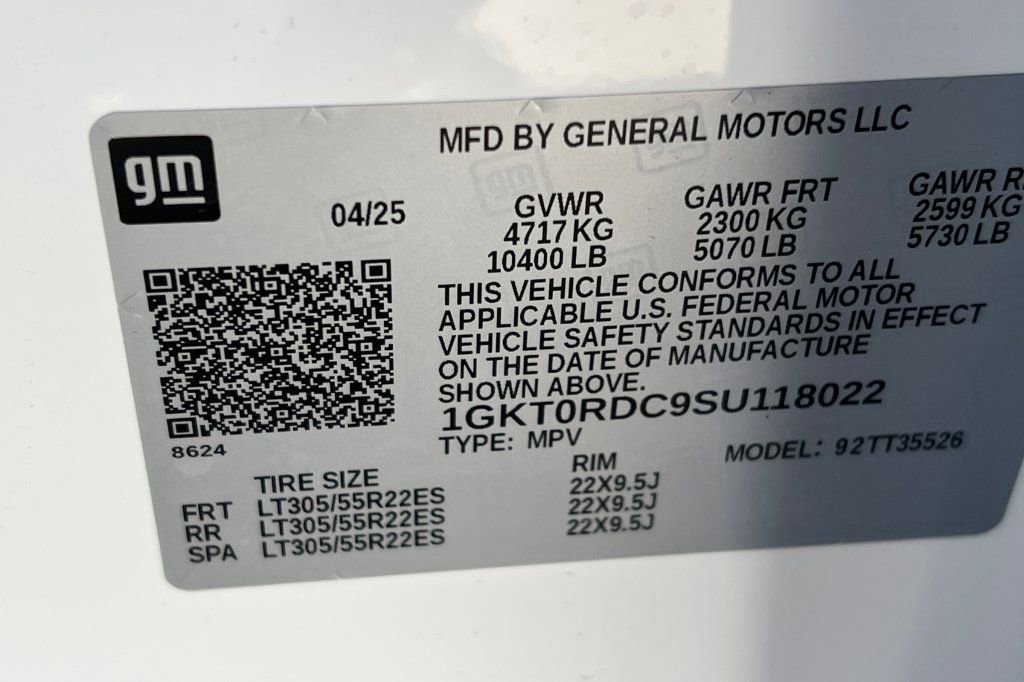 gm
MFD BY GENERAL MOTORS LLC
04/25
GVWR
4717 KG
10400 LB
GAWR FRT
2300 KG
5070 LB
GAWR R
2599 KG
5730 LB
THIS VEHICLE CONFORMS TO ALL
APPLICABLE U.S. FEDERAL MOTOR
VEHICLE SAFETY STANDARDS IN EFFECT
ON THE DATE OF MANUFACTURE
SHOWN ABOVE.
1GKT0RDC9SU118022
TYPE: MPV
MODEL: 92TT35526
8624
TIRE SIZE RIM
FRT LT305/55R22ES 22X9.5J
RR LT305/55R22ES 22X9.5J
SPA LT305/55R22ES 22X9.5J